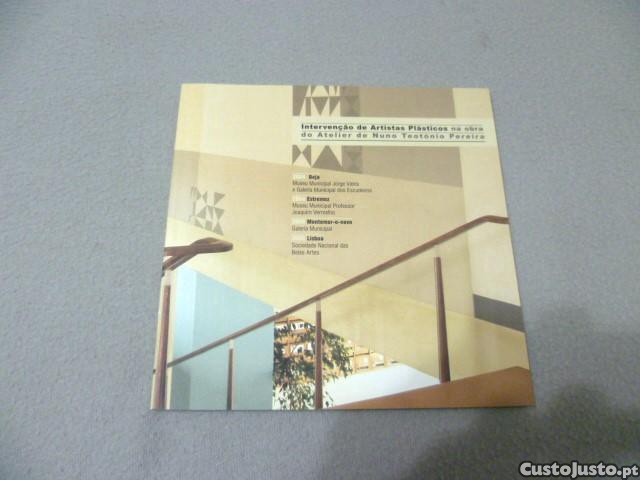 Intervenção de Artistas Plásticos na obra
do Atelier de Nuno Teotónio Pereira
Beja
Museu Municipal Jorge Vieira
e Galeria Municipal dos Escudeiros
Estremoz
Museu Municipal Professor
Joaquim Vermelho
Montemor-o-novo
Galeria Municipal
Lisboa
Sociedade Nacional das
Belas Artes
CustoJusto.pt